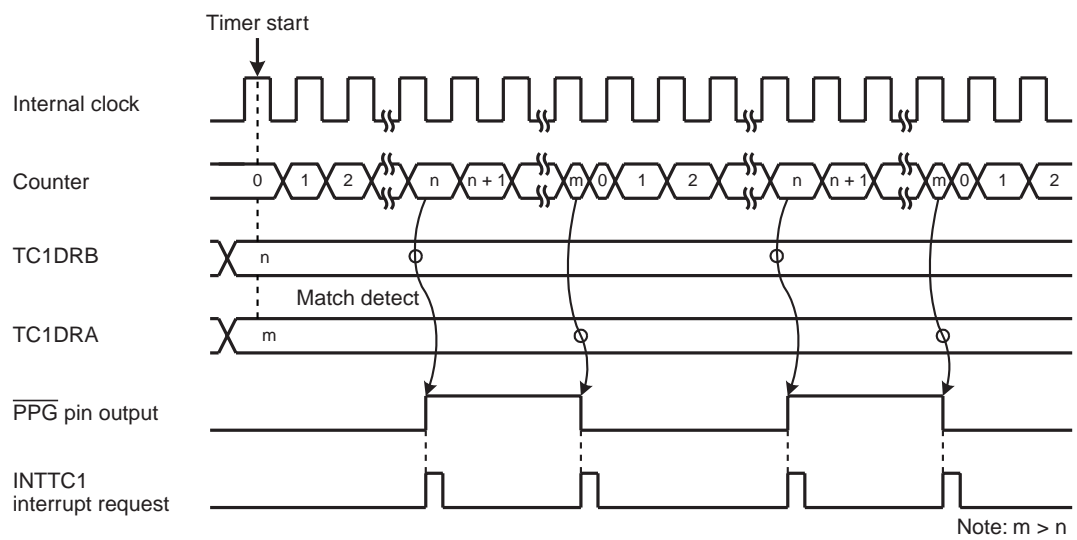 Timer start
Internal clock
Counter
0 1 2 n n + 1 m 0 1 2 n n + 1 m 0 1 2
TC1DRB
n
Match detect
TC1DRA
m
PPG pin output
INTTC1
interrupt request
Note: m > n